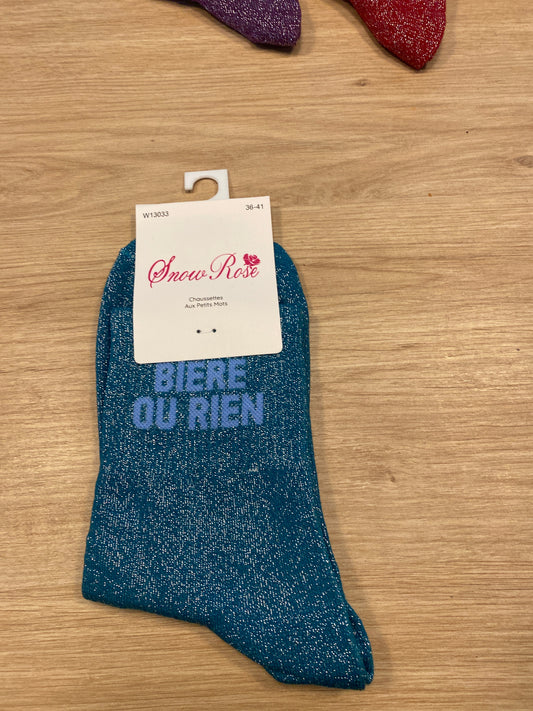 W13033 36-41
Snow Rose
Chaussettes
Aux Petits Mots
BIERE
OU RIEN